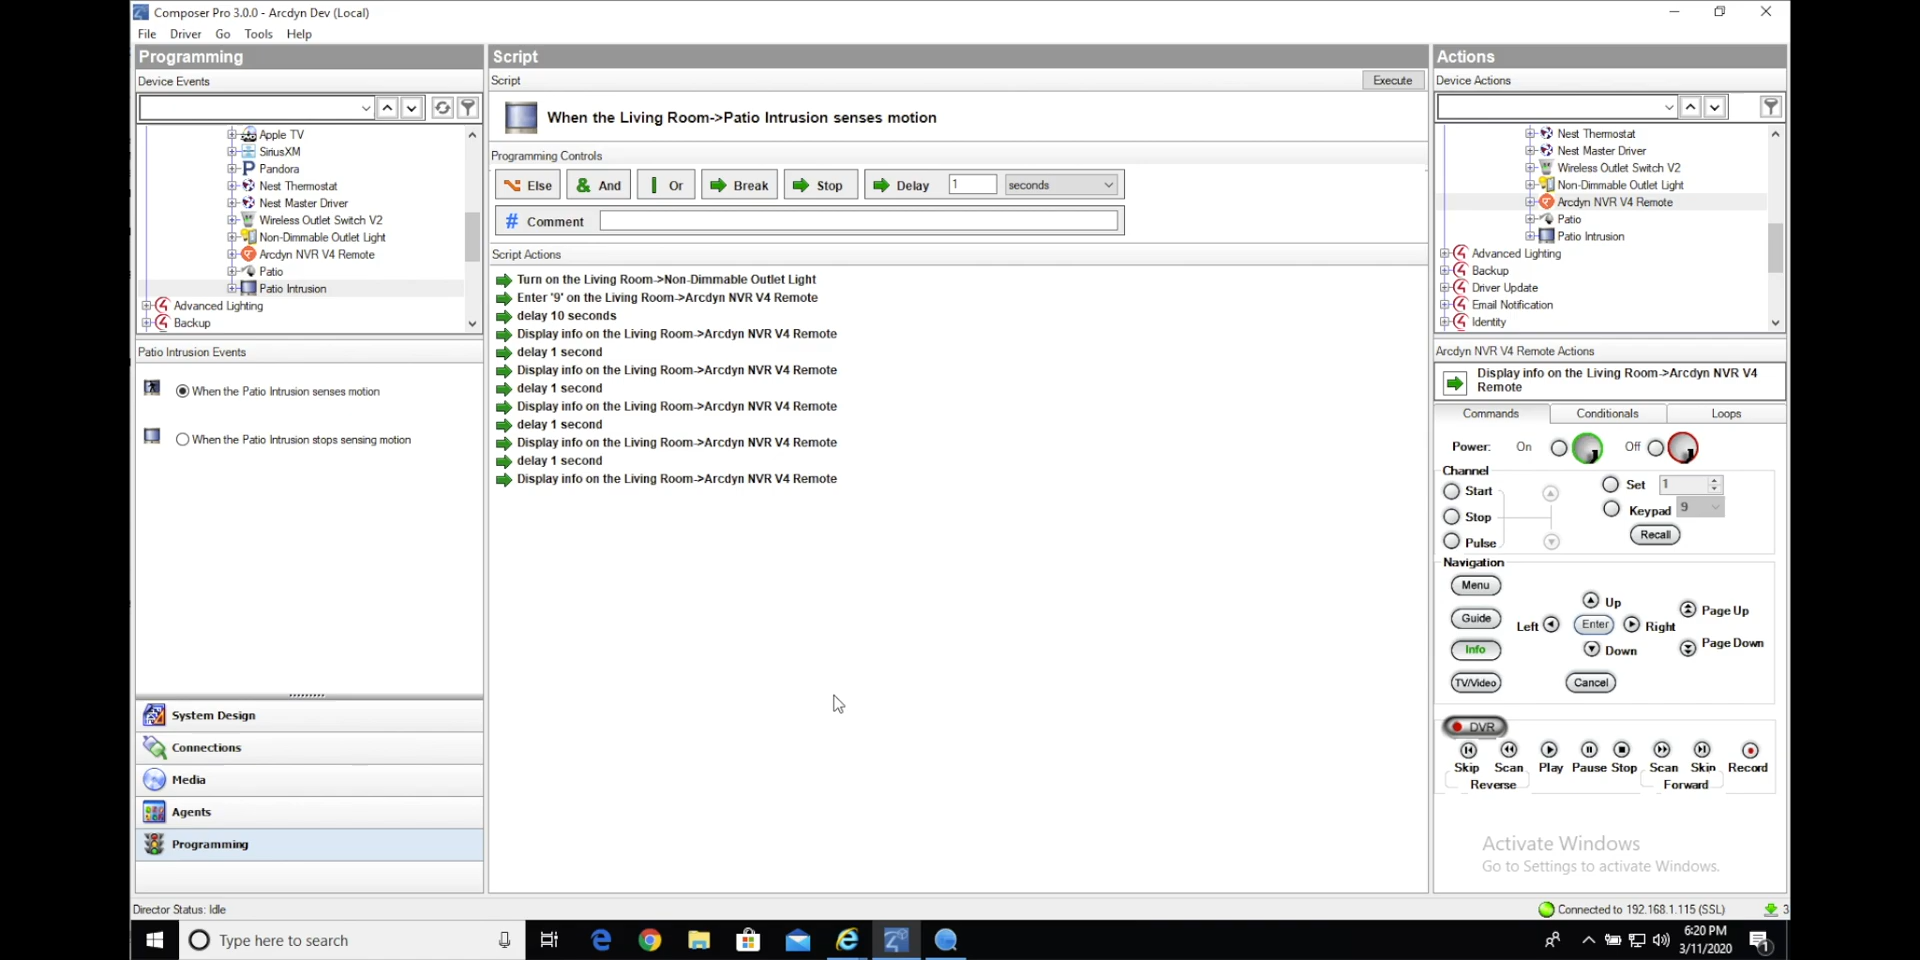 Composer Pro 3.0.0 - Arcdyn Dev (Local)
File Driver Go Tools Help
Programming
Device Events
Apple TV
SiriusXM
Pandora
Nest Thermostat
Nest Master Driver
Wireless Outlet Switch V2
Non-Dimmable Outlet Light
Arcdyn NVR V4 Remote
Patio
Patio Intrusion
Advanced Lighting
Backup
Patio Intrusion Events
When the Patio Intrusion senses motion
When the Patio Intrusion stops sensing motion
System Design
Connections
Media
Agents
Programming
Script
Script Execute
When the Living Room->Patio Intrusion senses motion
Programming Controls
Else & And Or Break Stop Delay 1 seconds
# Comment
Script Actions
Turn on the Living Room->Non-Dimmable Outlet Light
Enter '9' on the Living Room->Arcdyn NVR V4 Remote
delay 10 seconds
Display info on the Living Room->Arcdyn NVR V4 Remote
delay 1 second
Display info on the Living Room->Arcdyn NVR V4 Remote
delay 1 second
Display info on the Living Room->Arcdyn NVR V4 Remote
delay 1 second
Display info on the Living Room->Arcdyn NVR V4 Remote
delay 1 second
Display info on the Living Room->Arcdyn NVR V4 Remote
Actions
Device Actions
Nest Thermostat
Nest Master Driver
Wireless Outlet Switch V2
Non-Dimmable Outlet Light
Arcdyn NVR V4 Remote
Patio
Patio Intrusion
Advanced Lighting
Backup
Driver Update
Email Notification
Identity
Arcdyn NVR V4 Remote Actions
Display info on the Living Room->Arcdyn NVR V4
Remote
Commands Conditionals Loops
Power: On Off
Channel
Start Set 1
Stop Keypad 9
Recall
Pulse
Navigation
Menu
Up Page Up
Guide Left Enter Right
Info Down Page Down
TV/Video Cancel
DVR
Skip Scan Play Pause Stop Scan Skip Record
Reverse Forward
Activate Windows
Go to Settings to activate Windows.
Director Status: Idle Connected to 192.168.1.115 (SSL) 3
Type here to search
6:20 PM
3/11/2020
1